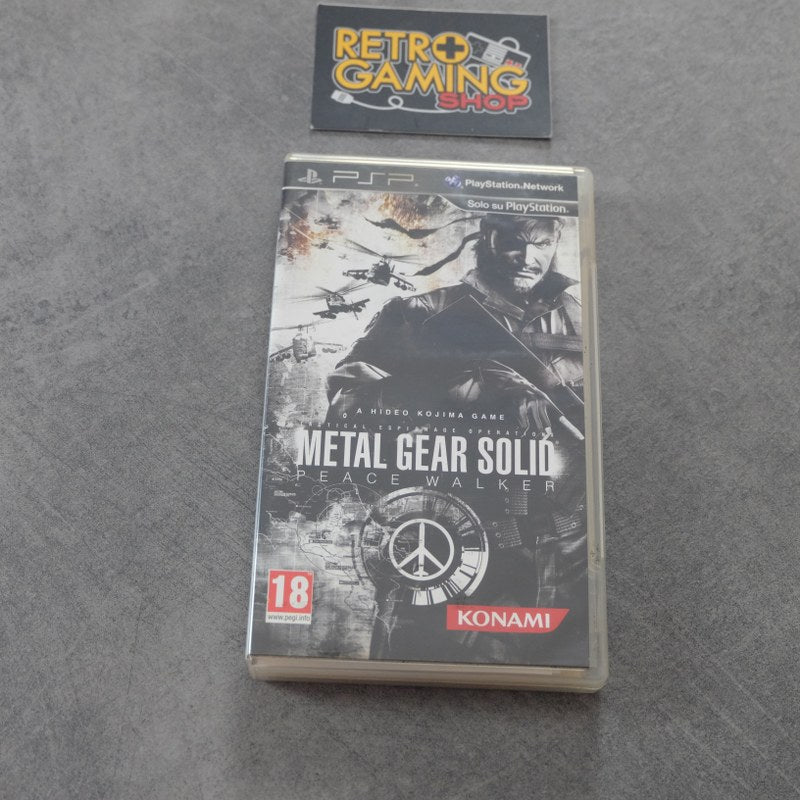 RETRO
GAMING
SHOP
PSP
PlayStation Network
Solo su PlayStation
A HIDEO KOJIMA GAME
TACTICAL ESPIONAGE OPERATIONS
METAL GEAR SOLID
PEACE WALKER
18
www.pegi.info
KONAMI